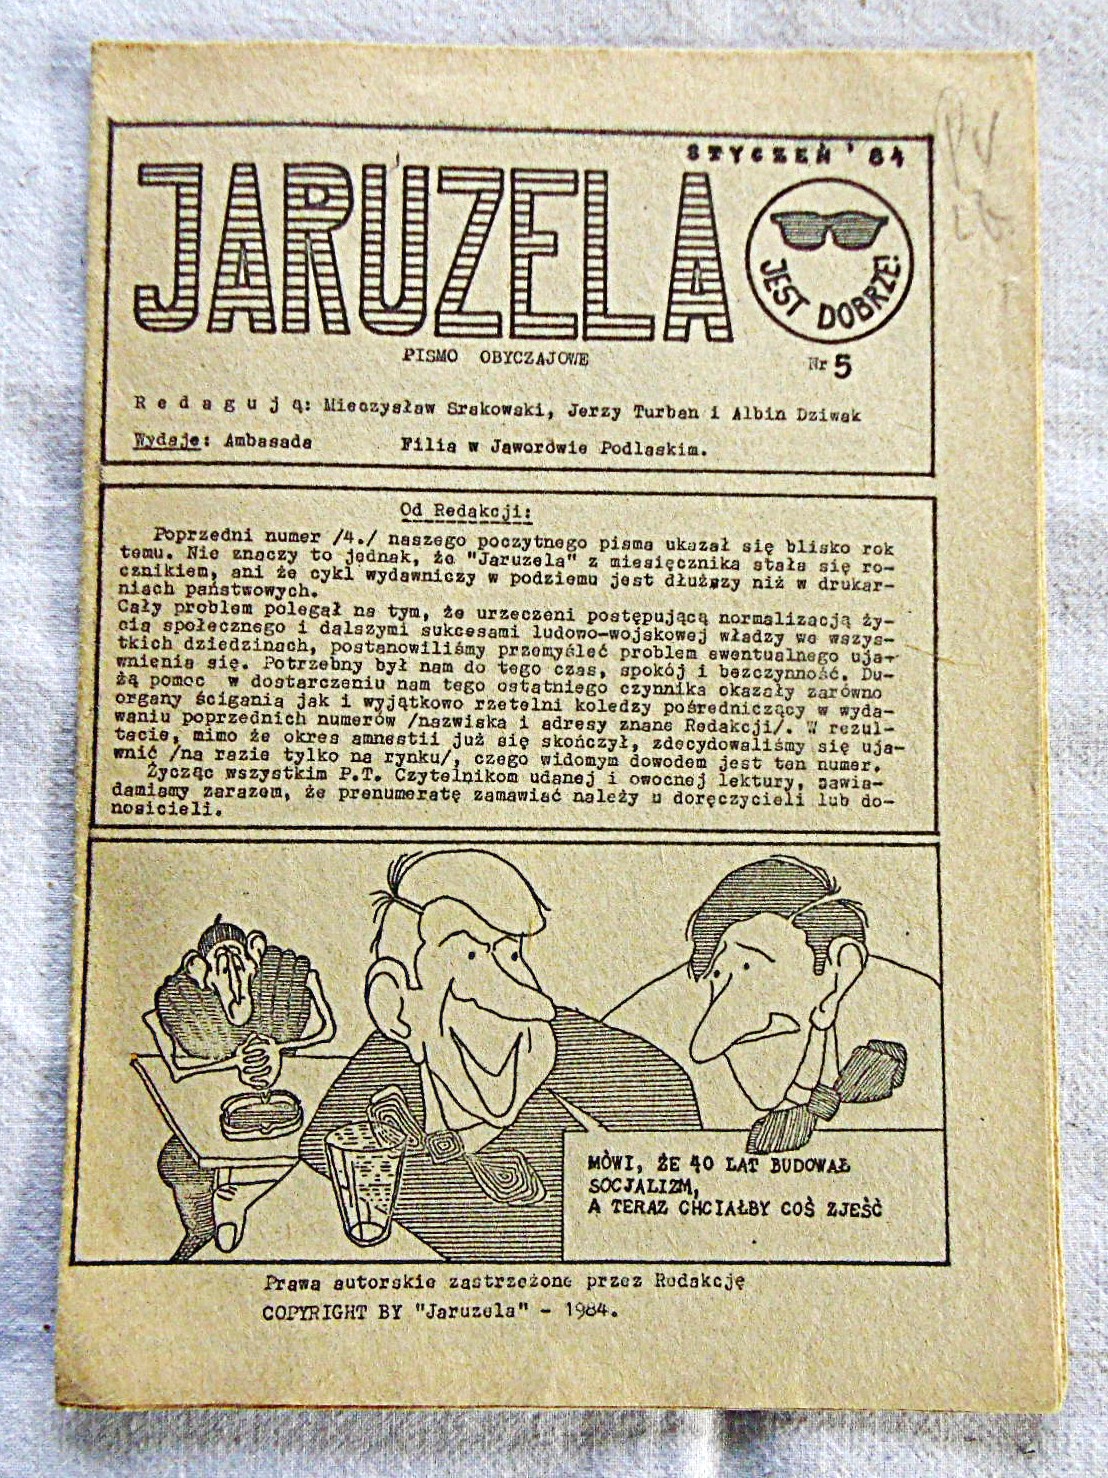 STYCZEŃ '84
JARUZELA
JEST DOBRZE!
PISMO OBYCZAJOWE
Nr 5
Redagują: Mieczysław Srakowski, Jerzy Turban i Albin Dziwak
Wydaje: Ambasada Filia w Jaworówie Podlaskim.
Od Redakcji:
Poprzedni numer /4./ naszego poczytnego pisma ukazał się blisko rok
temu. Nie znaczy to jednak, że "Jaruzela" z miesięcznika stała się ro-
cznikiem, ani że cykl wydawniczy w podziemu jest dłuższy niż w drukar-
niach państwowych.
Cały problem polegał na tym, że urzeczeni postępującą normalizacją ży-
cia społecznego i dalszymi sukcesami ludowo-wojskowej władzy we wszys-
tkich dziedzinach, postanowiliśmy przemyśleć problem ewentualnego uja-
wnienia się. Potrzebny był nam do tego czas, spokój i bezczynność. Du-
żą pomoc w dostarczeniu nam tego ostatniego czynnika okazały zarówno
organy ścigania jak i wyjątkowo rzetelni koledzy pośredniczący w wyda-
waniu poprzednich numerów /nazwiska i adresy znane Redakcji/. W rezul-
tacie, mimo że okres amnestii już się skończył, zdecydowaliśmy się uja-
wnić /na razie tylko na rynku/, czego widomym dowodem jest ten numer.
Życząc wszystkim P.T. Czytelnikom udanej i owocnej lektury, zawia-
damiamy zarazem, że prenumeratę zamawiać należy u doręczycieli lub do-
nosicieli.
MÓWI, ŻE 40 LAT BUDOWAŁ
SOCJALIZM,
A TERAZ CHCIAŁBY COŚ ZJEŚĆ
Prawa autorskie zastrzeżone przez Redakcję
COPYRIGHT BY "Jaruzela" - 1984.